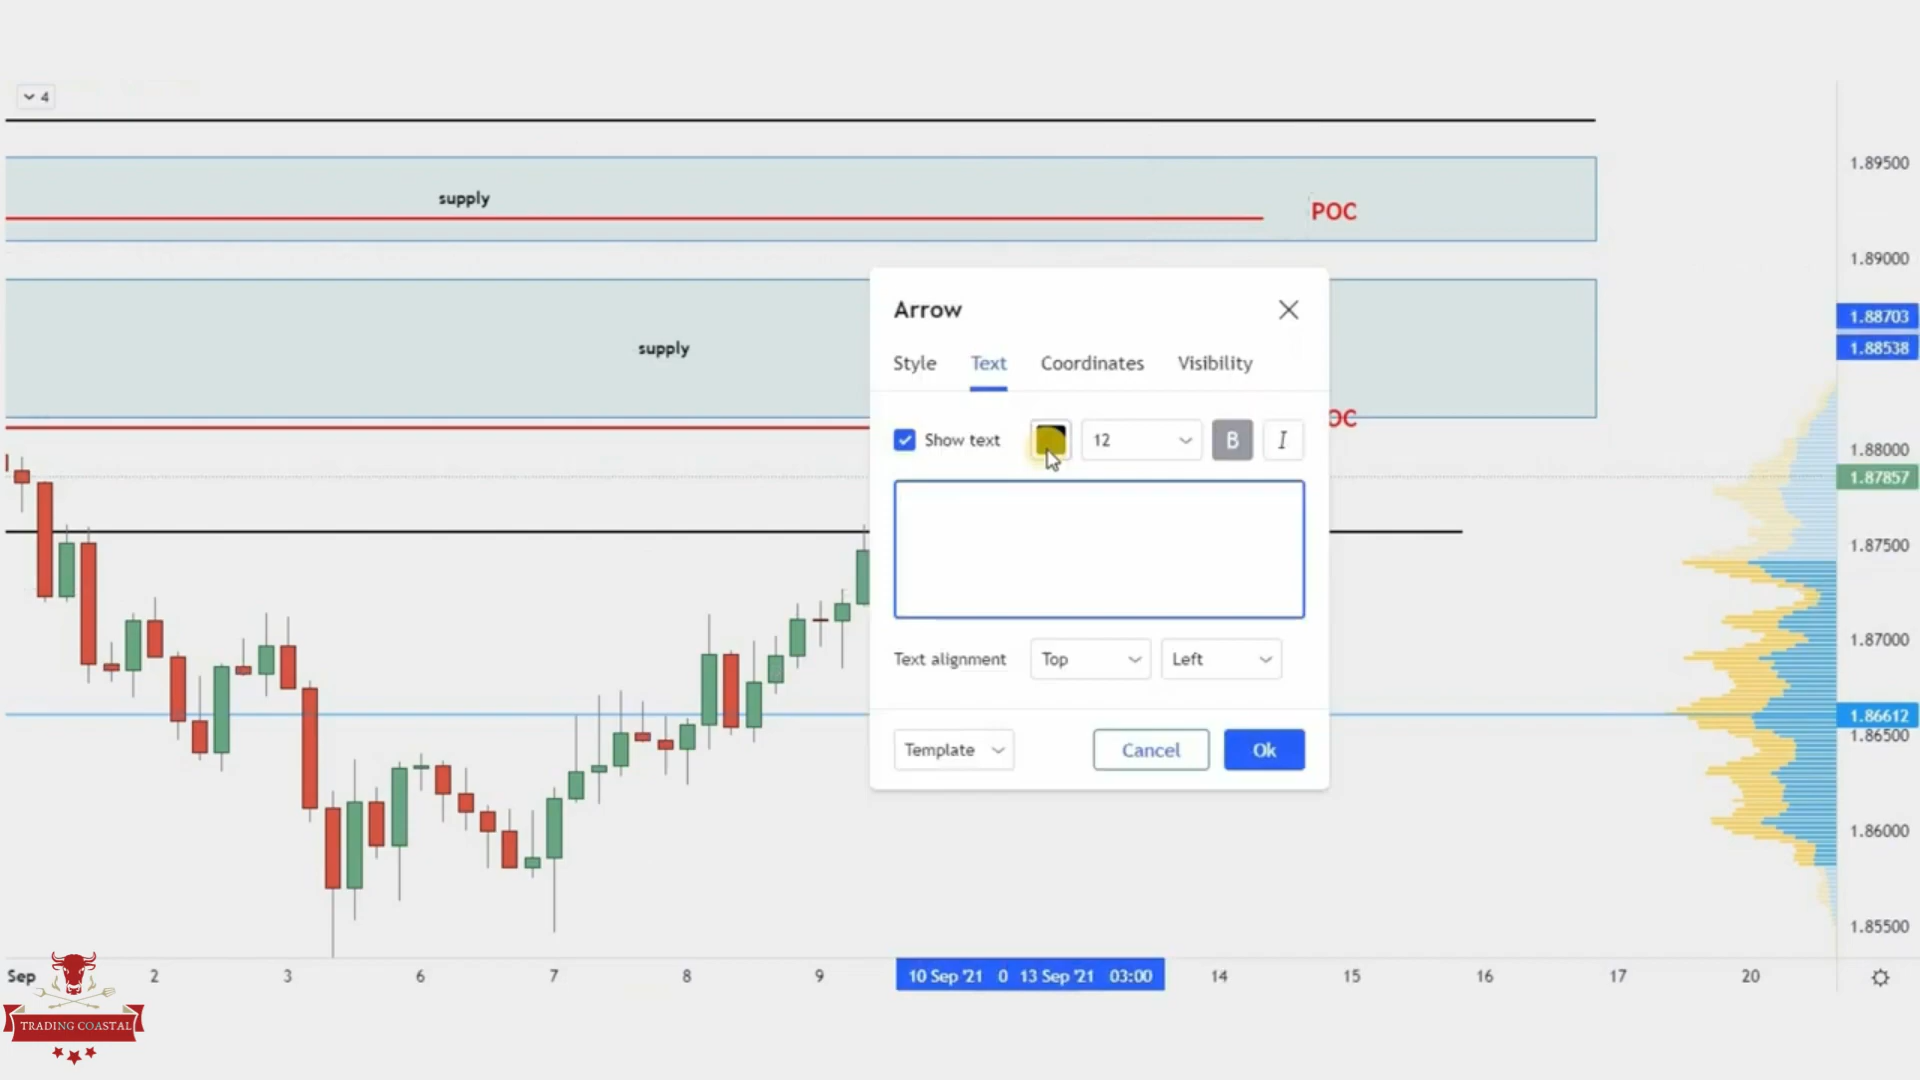 4
supply
POC
supply
OC
Arrow
Style Text Coordinates Visibility
Show text 12 B I
Text alignment Top Left
Template Cancel Ok
1.89500
1.89000
1.88703
1.88538
1.88000
1.87857
1.87500
1.87000
1.86612
1.86500
1.86000
1.85500
Sep 2 3 6 7 8 9 10 Sep '21 0 13 Sep '21 03:00 14 15 16 17 20
TRADING COASTAL